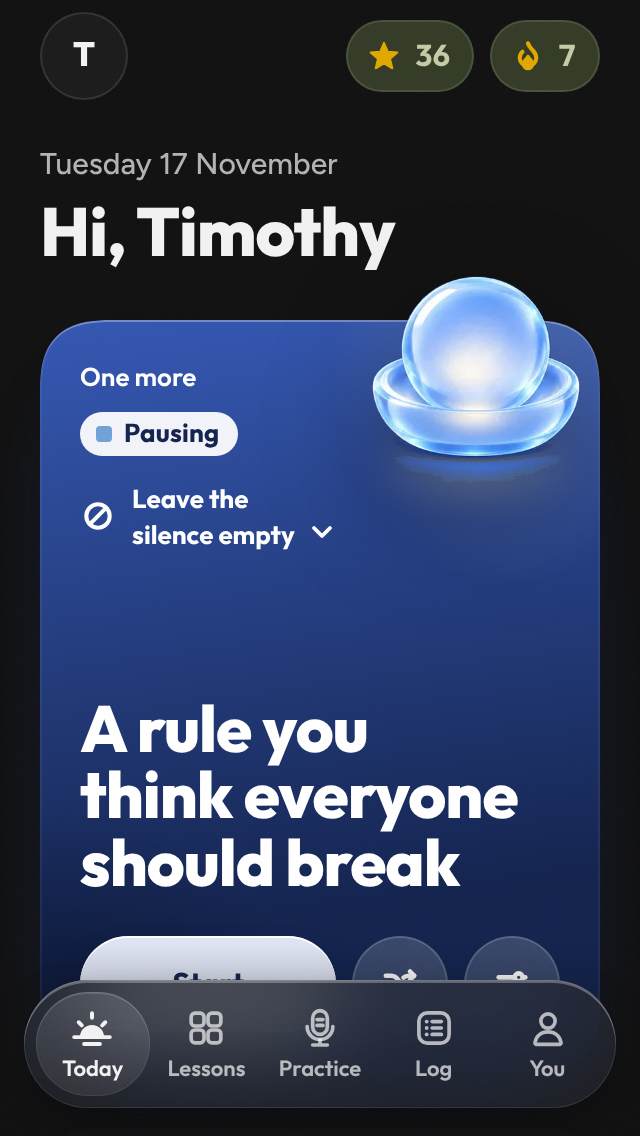 T
36
7
Tuesday 17 November
Hi, Timothy
One more
Pausing
Leave the
silence empty
A rule you
think everyone
should break
Start
Today
Lessons
Practice
Log
You